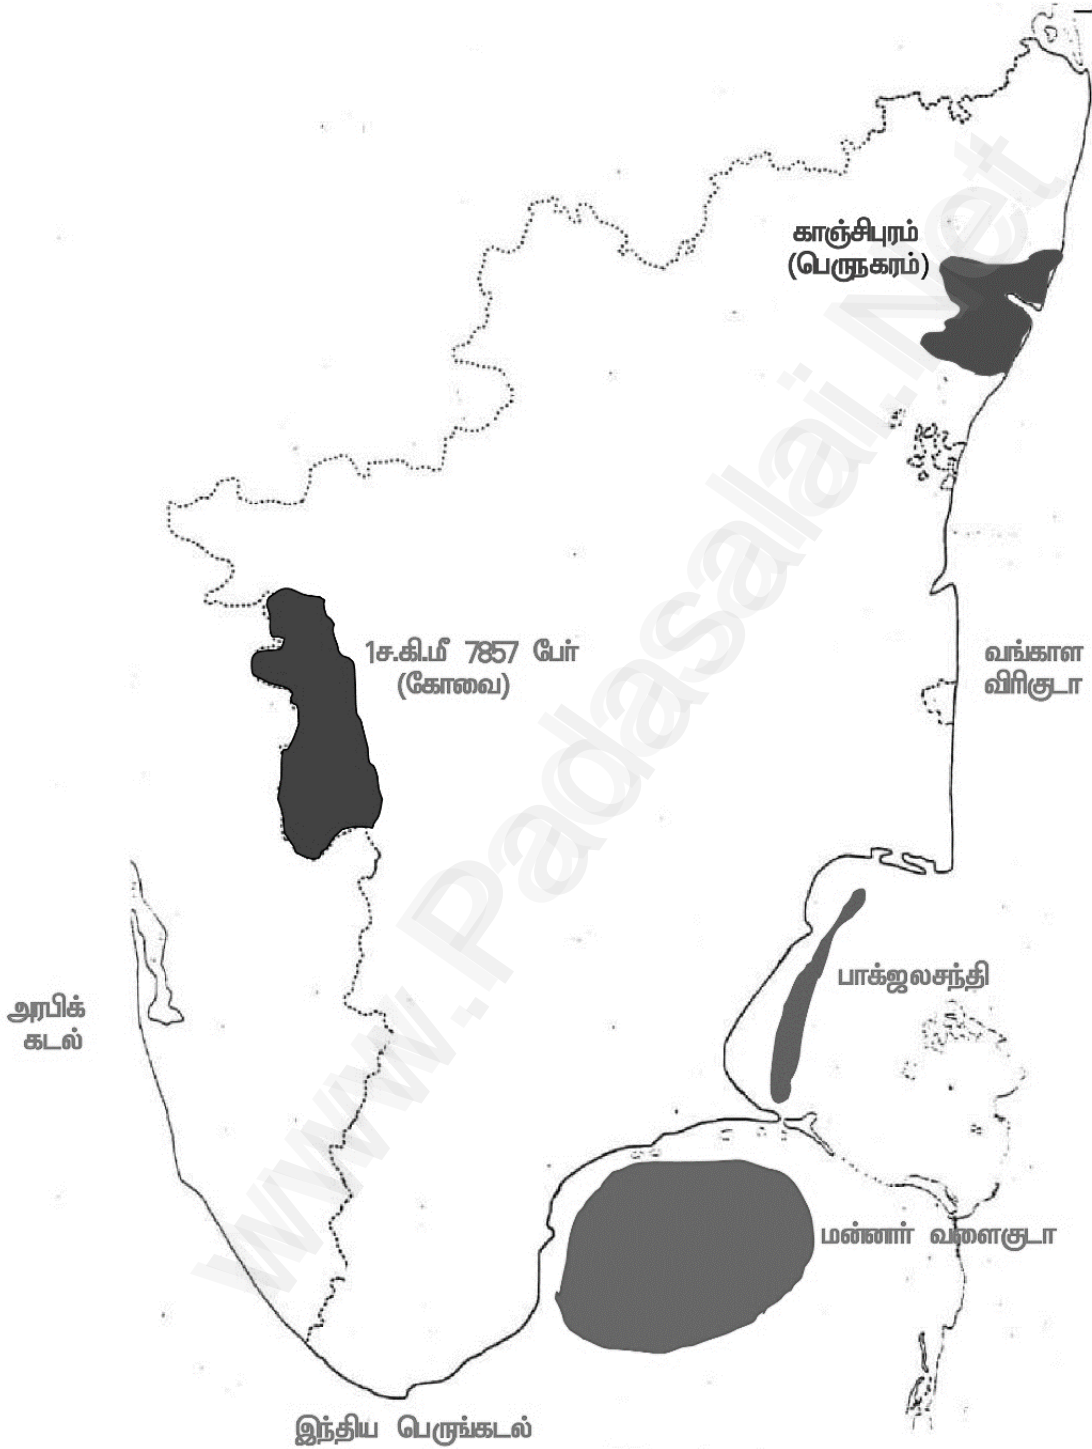 காஞ்சிபுரம்
(பெருநகரம்)
1ச.கி.மீ 7857 பேர்
(கோவை)
வங்காள
விரிகுடா
பாக்ஜலசந்தி
அரபிக்
கடல்
மன்னார் வளைகுடா
இந்திய பெருங்கடல்
www.Padasalai.Net